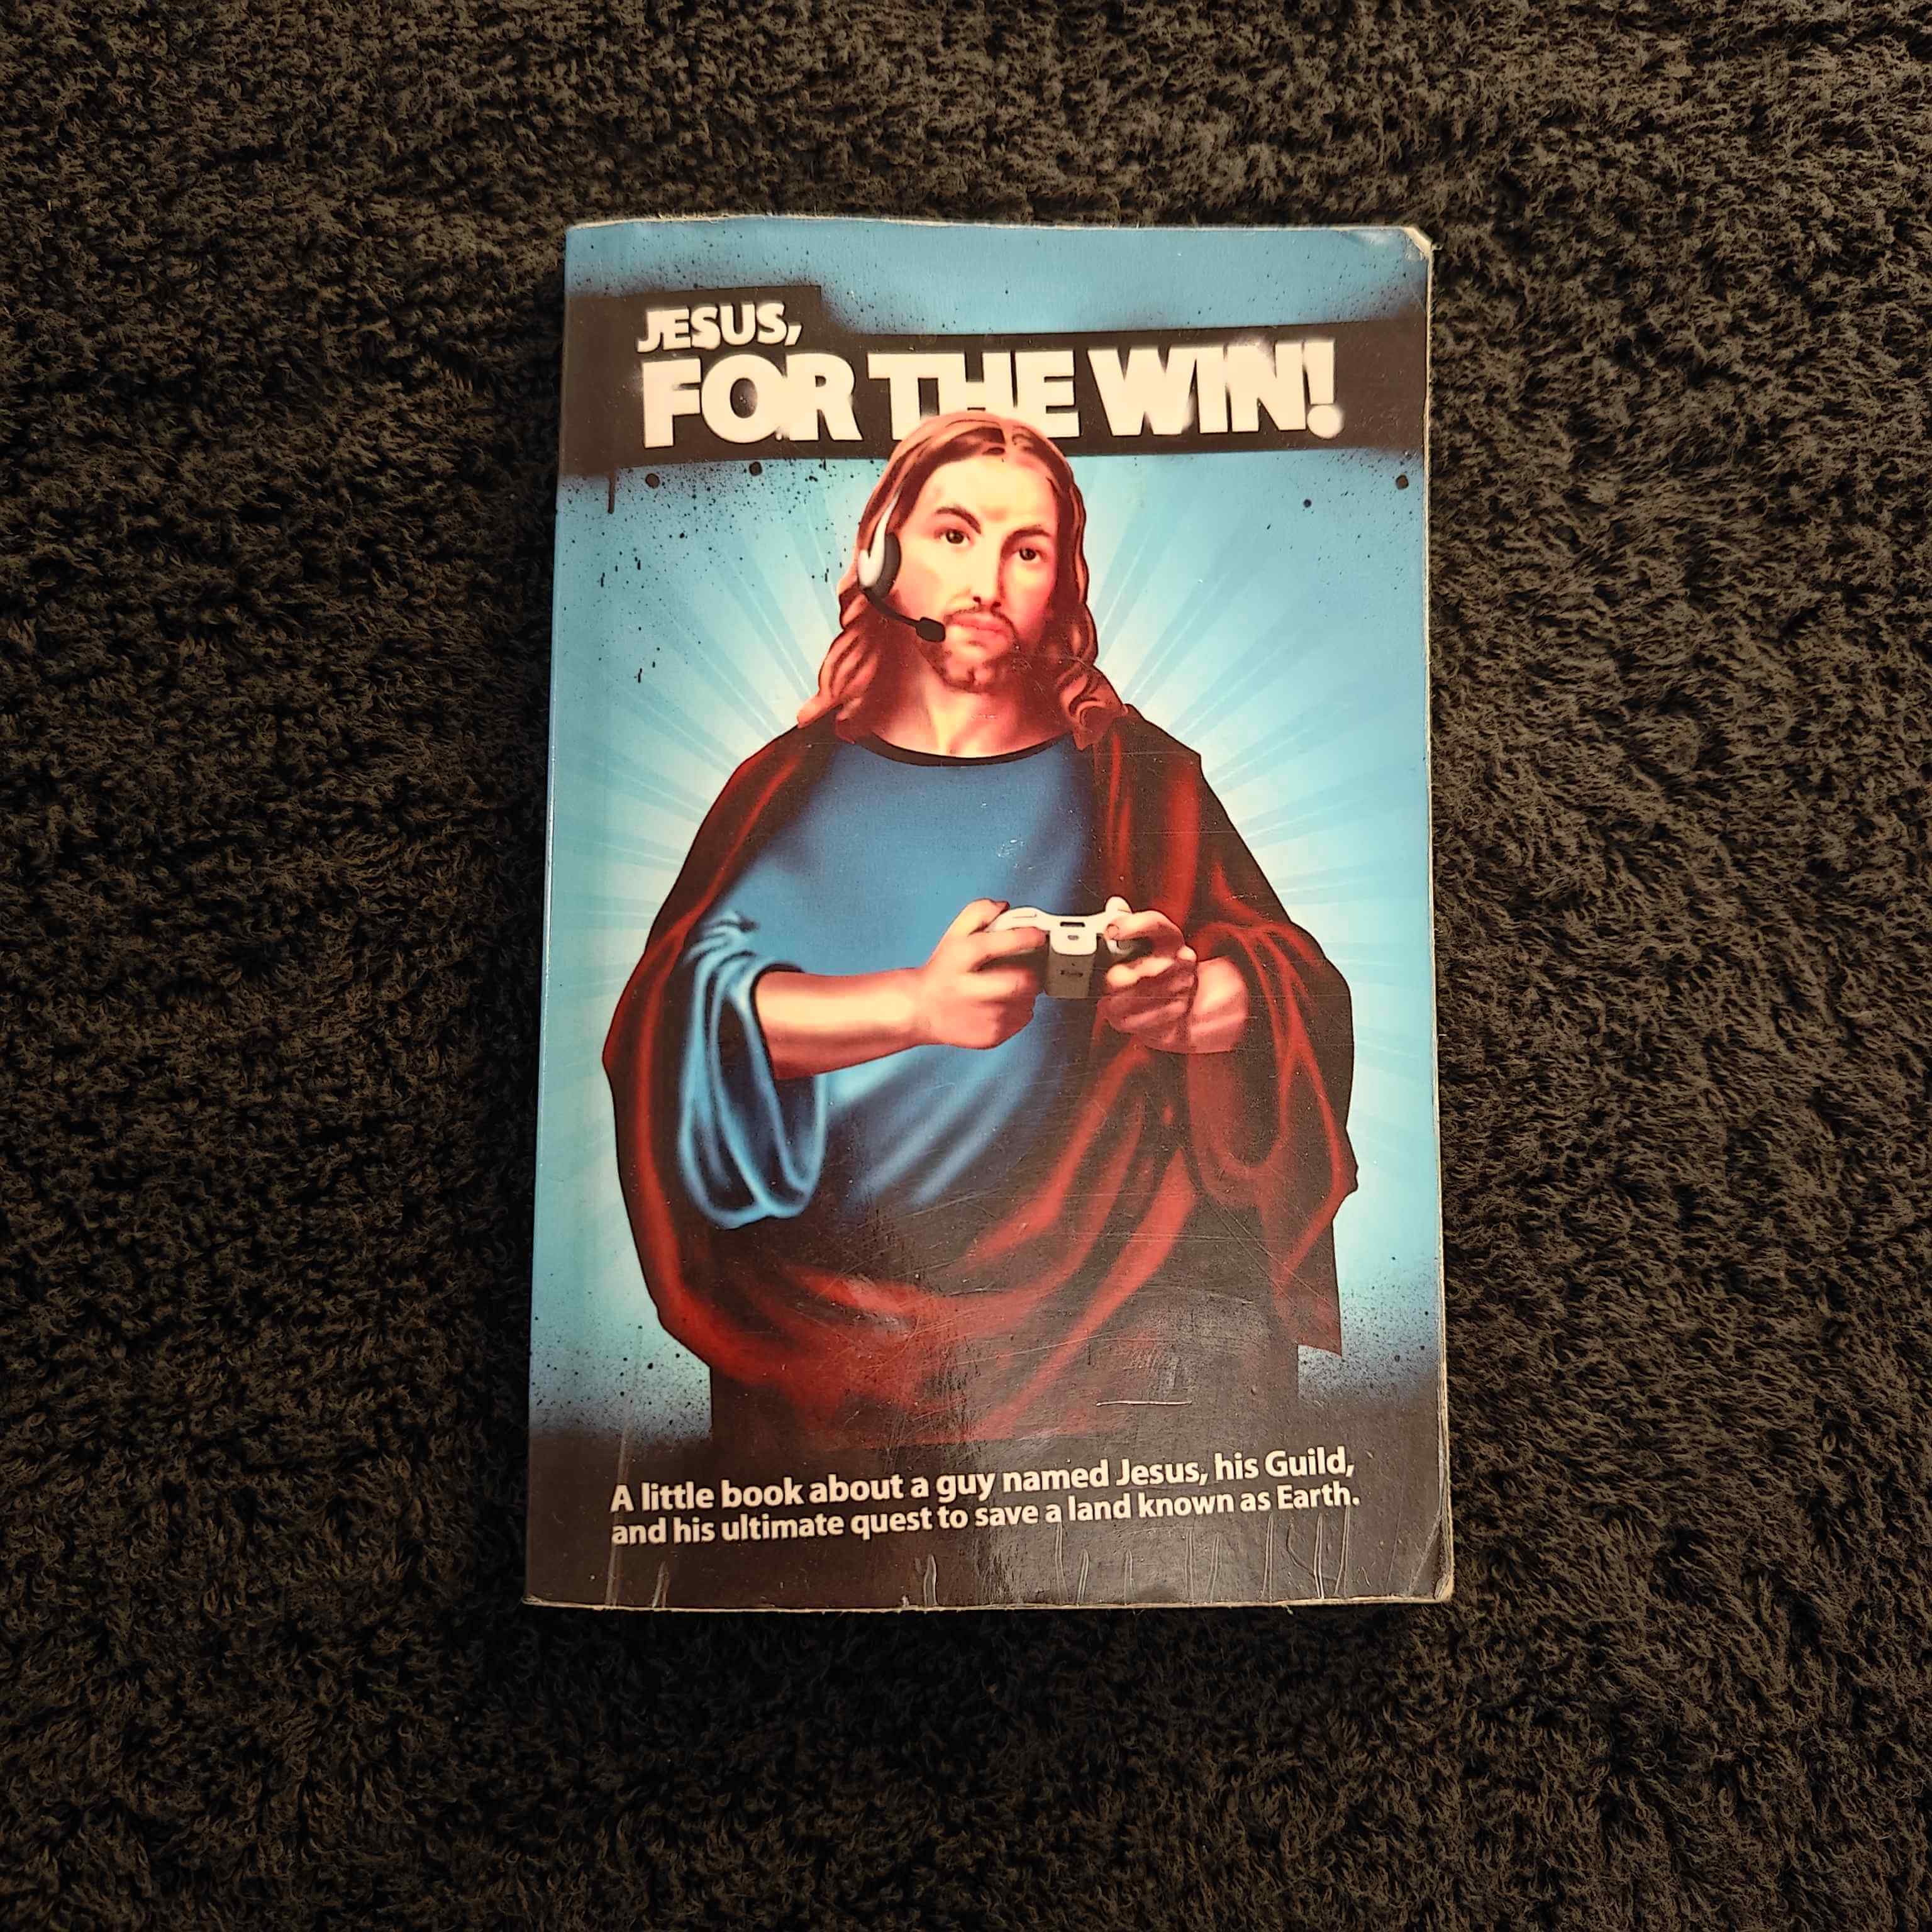 JESUS,
FOR THE WIN!
A little book about a guy named Jesus, his Guild,
and his ultimate quest to save a land known as Earth.